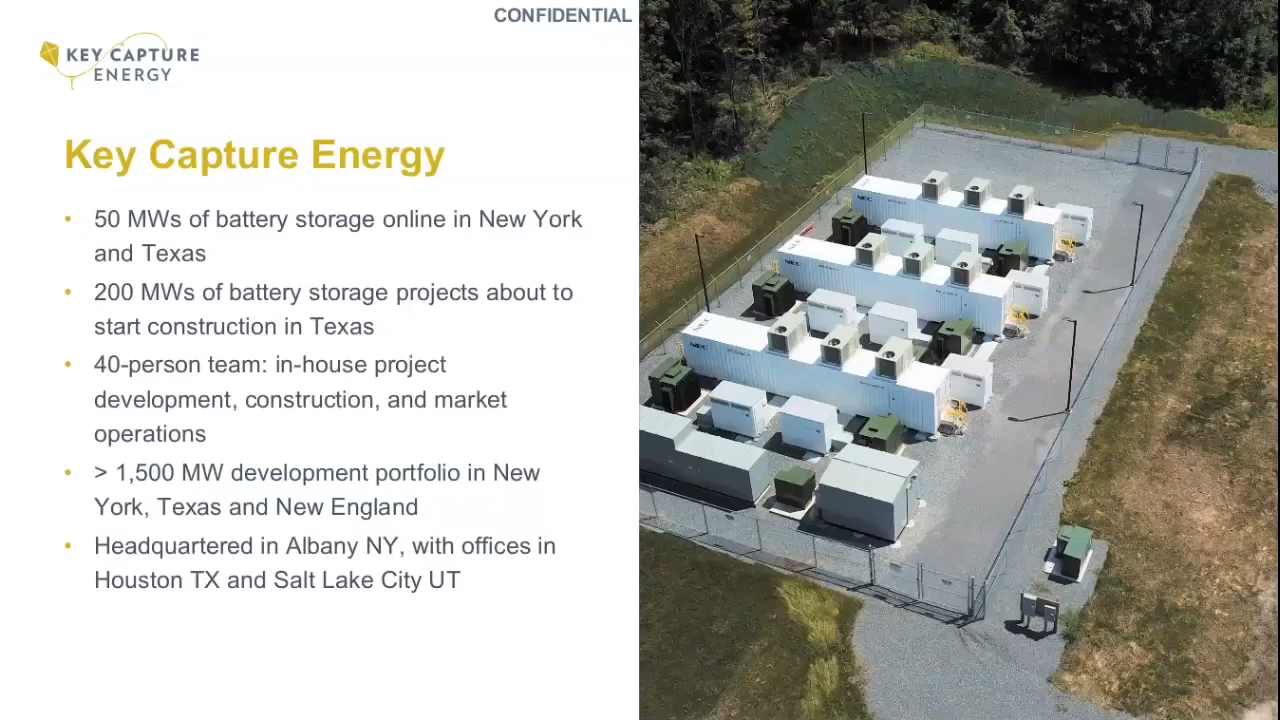 CONFIDENTIAL
KEY CAPTURE
ENERGY
Key Capture Energy
• 50 MWs of battery storage online in New York
and Texas
• 200 MWs of battery storage projects about to
start construction in Texas
• 40-person team: in-house project
development, construction, and market
operations
• > 1,500 MW development portfolio in New
York, Texas and New England
• Headquartered in Albany NY, with offices in
Houston TX and Salt Lake City UT
NEC
NEC
NEC